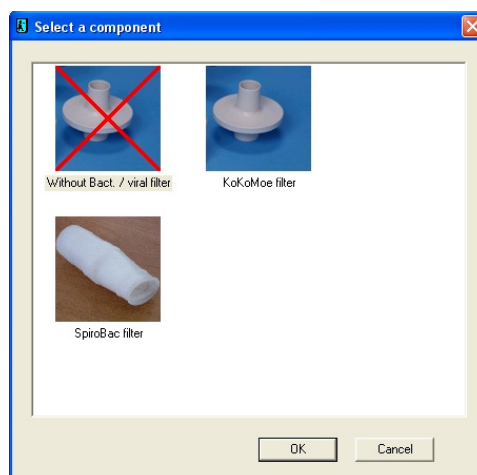 Select a component
Without Bact. / viral filter
KoKoMoe filter
SpiroBac filter
OK
Cancel